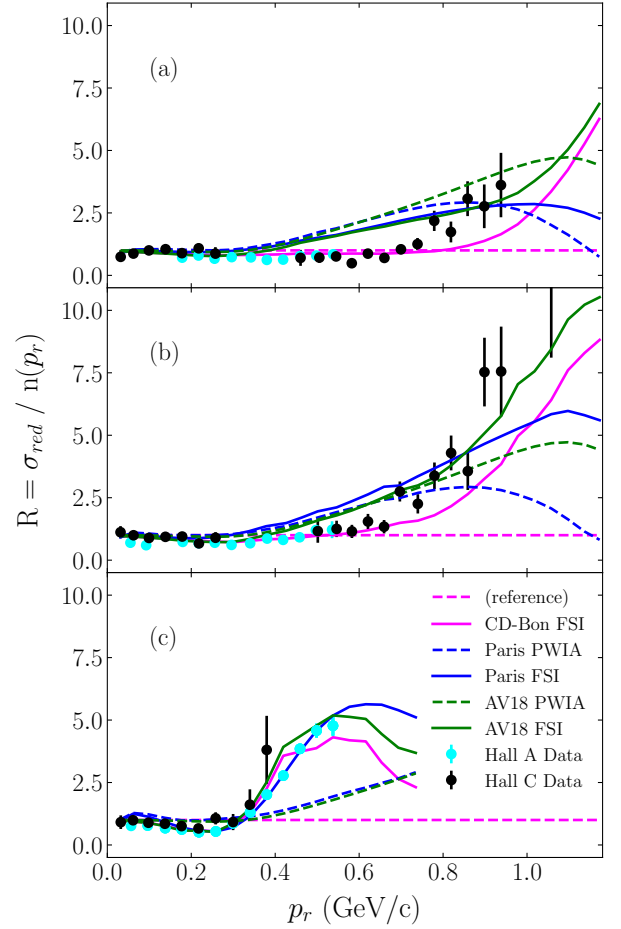 10.0
(a)
7.5
5.0
2.5
0.0
10.0
(b)
7.5
5.0
2.5
0.0
R = σ_red / n(p_r)
10.0
(c)
7.5
5.0
2.5
0.0
(reference)
CD-Bon FSI
Paris PWIA
Paris FSI
AV18 PWIA
AV18 FSI
Hall A Data
Hall C Data
0.0 0.2 0.4 0.6 0.8 1.0
p_r (GeV/c)